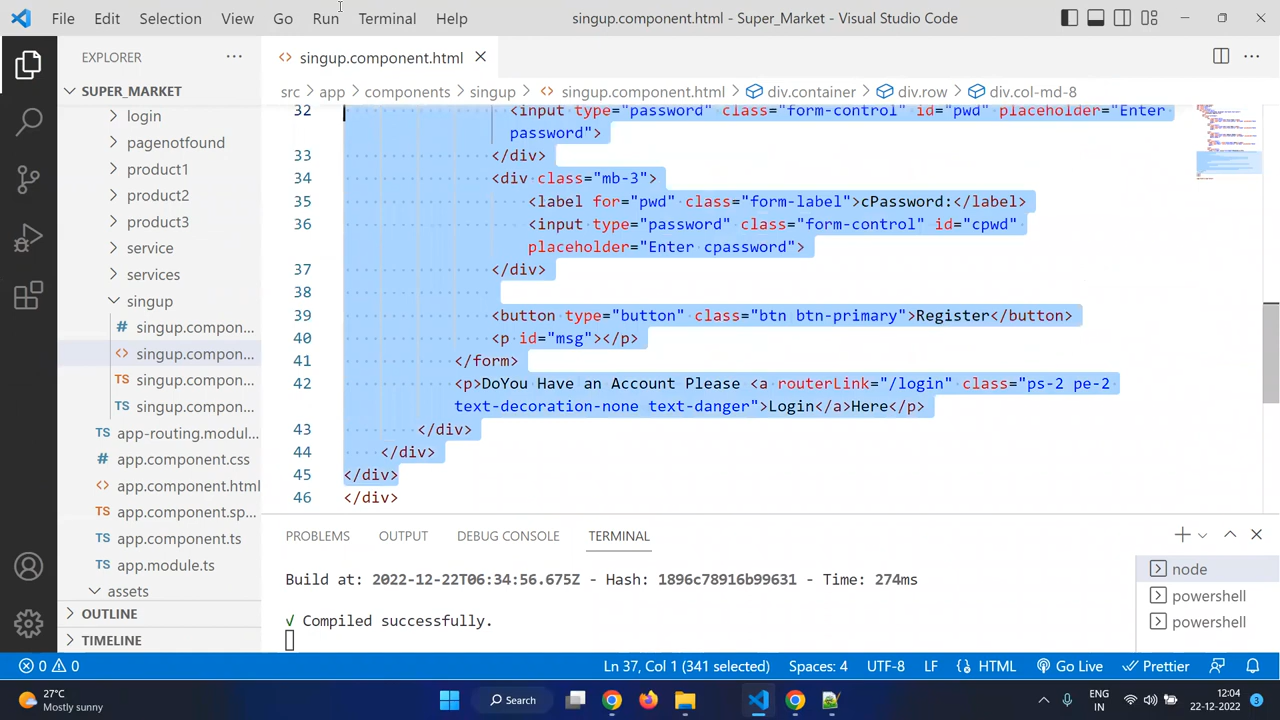 File Edit Selection View Go Run Terminal Help singup.component.html - Super_Market - Visual Studio Code
EXPLORER ···
singup.component.html
SUPER_MARKET
src > app > components > singup > singup.component.html > div.container > div.row > div.col-md-8
login
pagenotfound
product1
product2
product3
service
services
singup
# singup.compon...
<> singup.compon...
TS singup.compon...
TS singup.compon...
TS app-routing.modul...
# app.component.css
<> app.component.html
TS app.component.sp...
TS app.component.ts
TS app.module.ts
assets
OUTLINE
TIMELINE
32 <input type="password" class="form-control" id="pwd" placeholder="Enter
password">
33 </div>
34 <div class="mb-3">
35 <label for="pwd" class="form-label">cPassword:</label>
36 <input type="password" class="form-control" id="cpwd"
placeholder="Enter cpassword">
37 </div>
38
39 <button type="button" class="btn btn-primary">Register</button>
40 <p id="msg"></p>
41 </form>
42 <p>DoYou Have an Account Please <a routerLink="/login" class="ps-2 pe-2
text-decoration-none text-danger">Login</a>Here</p>
43 </div>
44 </div>
45 </div>
46 </div>
PROBLEMS OUTPUT DEBUG CONSOLE TERMINAL
Build at: 2022-12-22T06:34:56.675Z - Hash: 1896c78916b99631 - Time: 274ms
√ Compiled successfully.
node
powershell
powershell
0 0 Ln 37, Col 1 (341 selected) Spaces: 4 UTF-8 LF HTML Go Live Prettier
27°C
Mostly sunny
Search
ENG
IN
12:04
22-12-2022
3